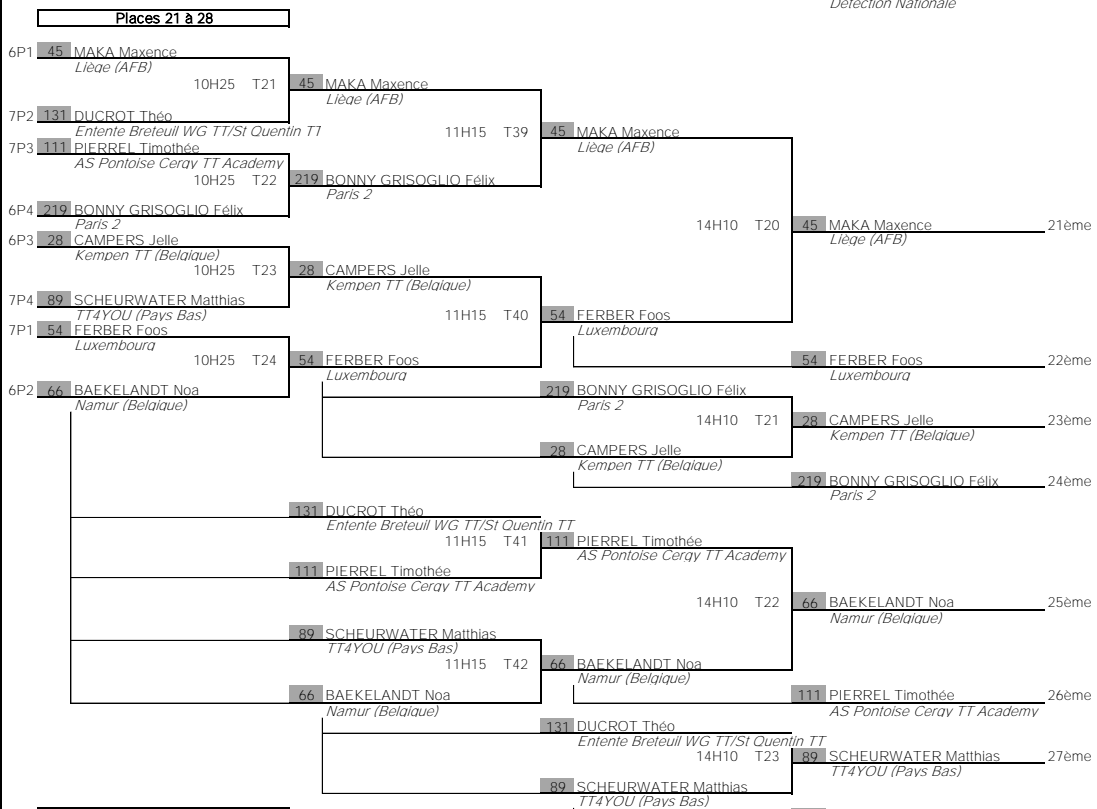 Détection Nationale
Places 21 à 28
6P1 45 MAKA Maxence
Liège (AFB)
10H25 T21 45 MAKA Maxence
Liège (AFB)
7P2 131 DUCROT Théo
Entente Breteuil WG TT/St Quentin TT
11H15 T39 45 MAKA Maxence
Liège (AFB)
7P3 111 PIERREL Timothée
AS Pontoise Cergy TT Academy
10H25 T22 219 BONNY GRISOGLIO Félix
Paris 2
6P4 219 BONNY GRISOGLIO Félix
Paris 2
14H10 T20 45 MAKA Maxence 21ème
Liège (AFB)
6P3 28 CAMPERS Jelle
Kempen TT (Belgique)
10H25 T23 28 CAMPERS Jelle
Kempen TT (Belgique)
7P4 89 SCHEURWATER Matthias
TT4YOU (Pays Bas)
11H15 T40 54 FERBER Foos
Luxembourg
7P1 54 FERBER Foos
Luxembourg
10H25 T24 54 FERBER Foos
Luxembourg
54 FERBER Foos 22ème
Luxembourg
6P2 66 BAEKELANDT Noa
Namur (Belgique)
219 BONNY GRISOGLIO Félix
Paris 2
14H10 T21 28 CAMPERS Jelle 23ème
Kempen TT (Belgique)
28 CAMPERS Jelle
Kempen TT (Belgique)
219 BONNY GRISOGLIO Félix 24ème
Paris 2
131 DUCROT Théo
Entente Breteuil WG TT/St Quentin TT
11H15 T41 111 PIERREL Timothée
AS Pontoise Cergy TT Academy
111 PIERREL Timothée
AS Pontoise Cergy TT Academy
14H10 T22 66 BAEKELANDT Noa 25ème
Namur (Belgique)
89 SCHEURWATER Matthias
TT4YOU (Pays Bas)
11H15 T42 66 BAEKELANDT Noa
Namur (Belgique)
66 BAEKELANDT Noa
Namur (Belgique)
111 PIERREL Timothée 26ème
AS Pontoise Cergy TT Academy
131 DUCROT Théo
Entente Breteuil WG TT/St Quentin TT
14H10 T23 89 SCHEURWATER Matthias 27ème
TT4YOU (Pays Bas)
89 SCHEURWATER Matthias
TT4YOU (Pays Bas)